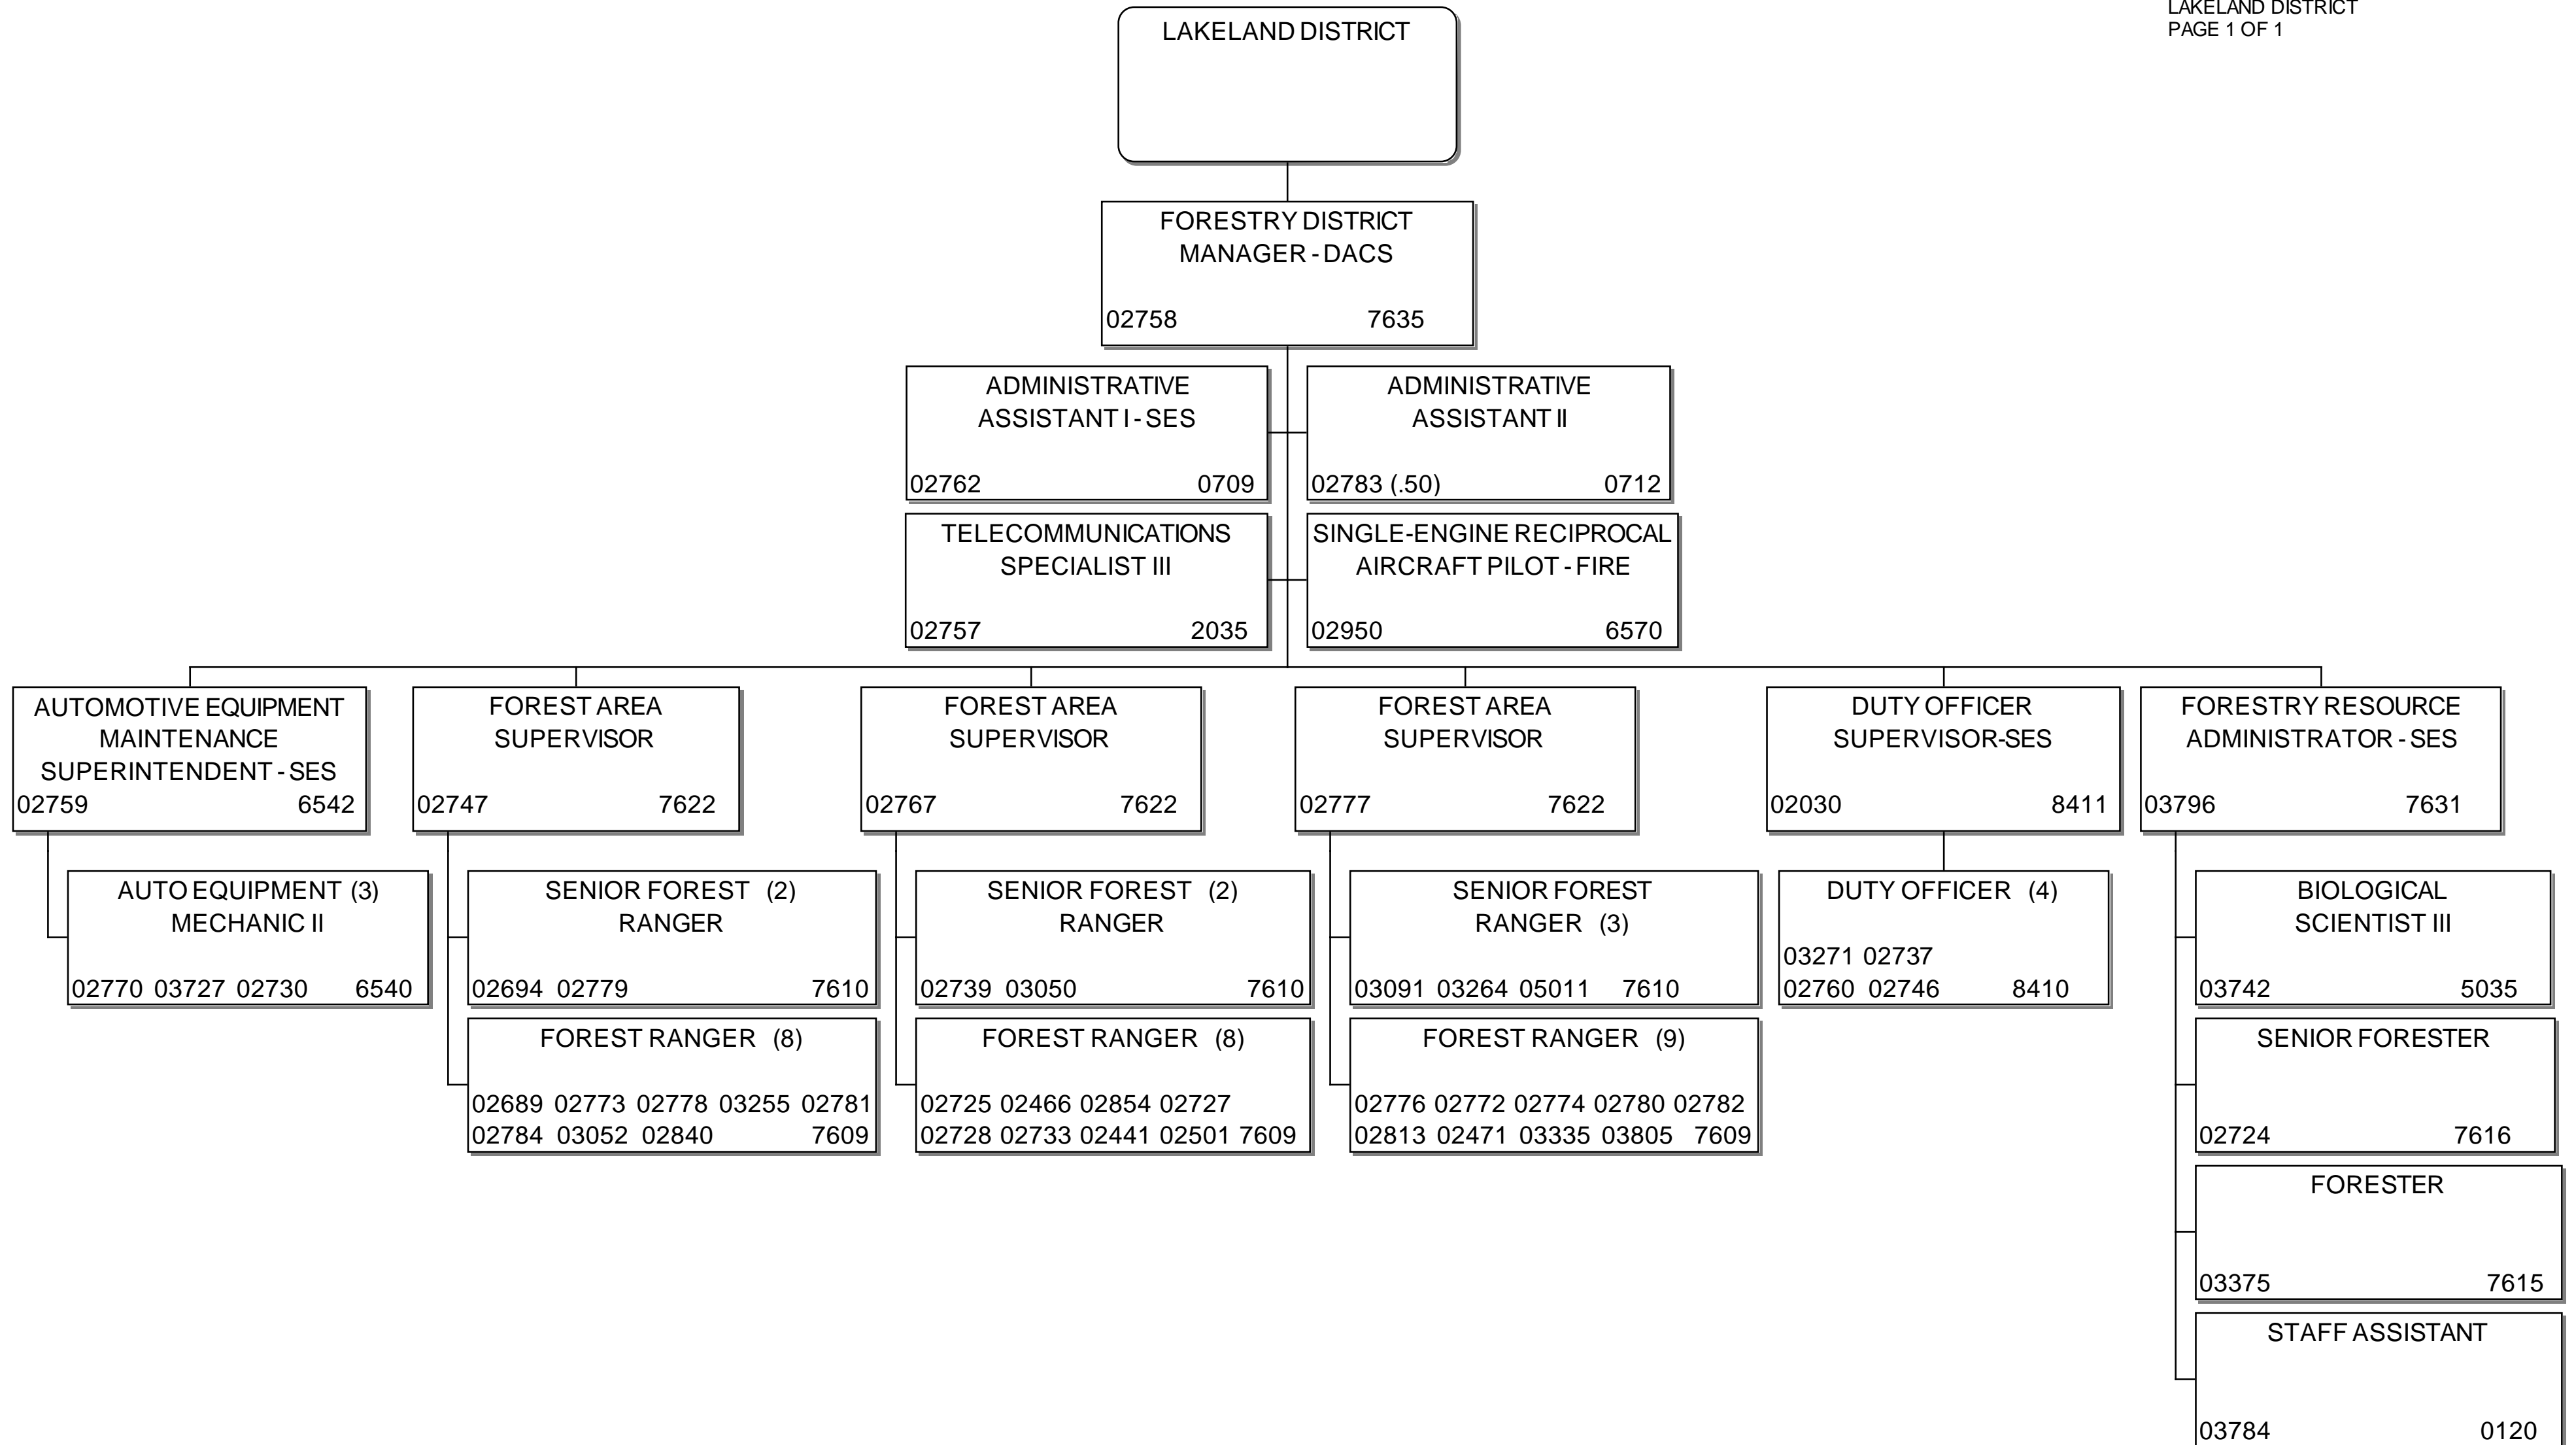 LAKELAND DISTRICT
PAGE 1 OF 1
LAKELAND DISTRICT
FORESTRY DISTRICT
MANAGER - DACS
02758 7635
ADMINISTRATIVE
ASSISTANT I - SES
02762 0709
ADMINISTRATIVE
ASSISTANT II
02783 (.50) 0712
TELECOMMUNICATIONS
SPECIALIST III
02757 2035
SINGLE-ENGINE RECIPROCAL
AIRCRAFT PILOT - FIRE
02950 6570
AUTOMOTIVE EQUIPMENT
MAINTENANCE
SUPERINTENDENT - SES
02759 6542
FOREST AREA
SUPERVISOR
02747 7622
FOREST AREA
SUPERVISOR
02767 7622
FOREST AREA
SUPERVISOR
02777 7622
DUTY OFFICER
SUPERVISOR-SES
02030 8411
FORESTRY RESOURCE
ADMINISTRATOR - SES
03796 7631
AUTO EQUIPMENT (3)
MECHANIC II
02770 03727 02730 6540
SENIOR FOREST (2)
RANGER
02694 02779 7610
SENIOR FOREST (2)
RANGER
02739 03050 7610
SENIOR FOREST
RANGER (3)
03091 03264 05011 7610
DUTY OFFICER (4)
03271 02737
02760 02746 8410
BIOLOGICAL
SCIENTIST III
03742 5035
FOREST RANGER (8)
02689 02773 02778 03255 02781
02784 03052 02840 7609
FOREST RANGER (8)
02725 02466 02854 02727
02728 02733 02441 02501 7609
FOREST RANGER (9)
02776 02772 02774 02780 02782
02813 02471 03335 03805 7609
SENIOR FORESTER
02724 7616
FORESTER
03375 7615
STAFF ASSISTANT
03784 0120